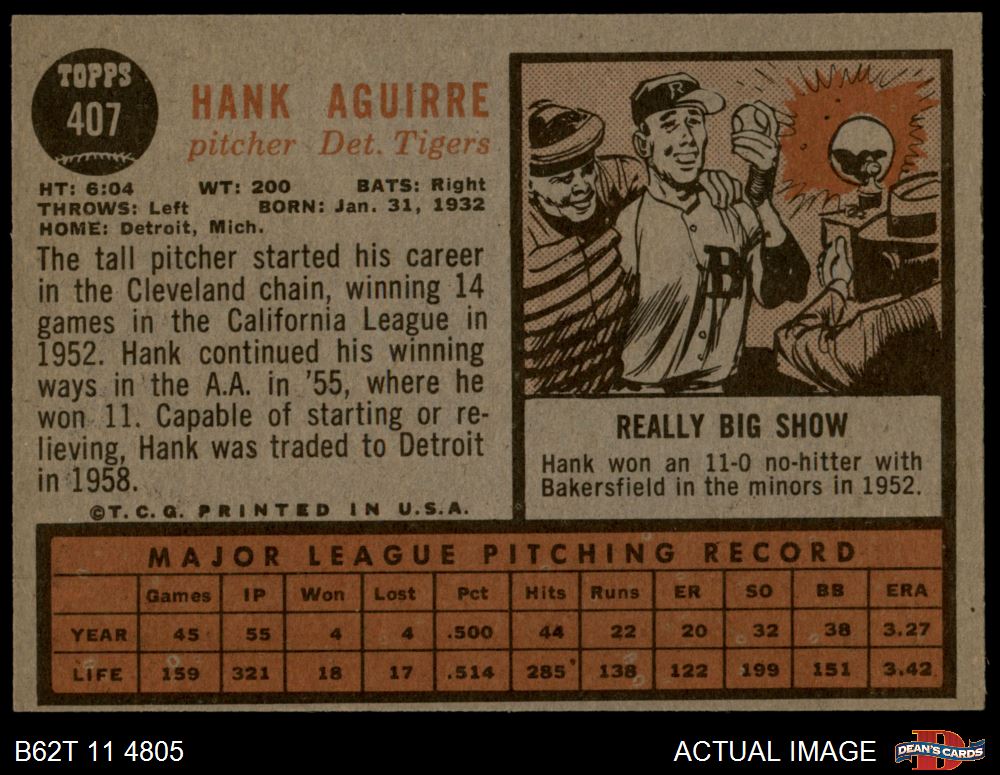 TOPPS
407
HANK AGUIRRE
pitcher Det. Tigers
HT: 6:04 WT: 200 BATS: Right
THROWS: Left BORN: Jan. 31, 1932
HOME: Detroit, Mich.
The tall pitcher started his career
in the Cleveland chain, winning 14
games in the California League in
1952. Hank continued his winning
ways in the A.A. in '55, where he
won 11. Capable of starting or re-
lieving, Hank was traded to Detroit
in 1958.
©T.C.G. PRINTED IN U.S.A.
R
B
REALLY BIG SHOW
Hank won an 11-0 no-hitter with
Bakersfield in the minors in 1952.
MAJOR LEAGUE PITCHING RECORD
Games IP Won Lost Pct Hits Runs ER SO BB ERA
YEAR 45 55 4 4 .500 44 22 20 32 38 3.27
LIFE 159 321 18 17 .514 285 138 122 199 151 3.42
B62T 11 4805
ACTUAL IMAGE
D
DEAN'S CARDS